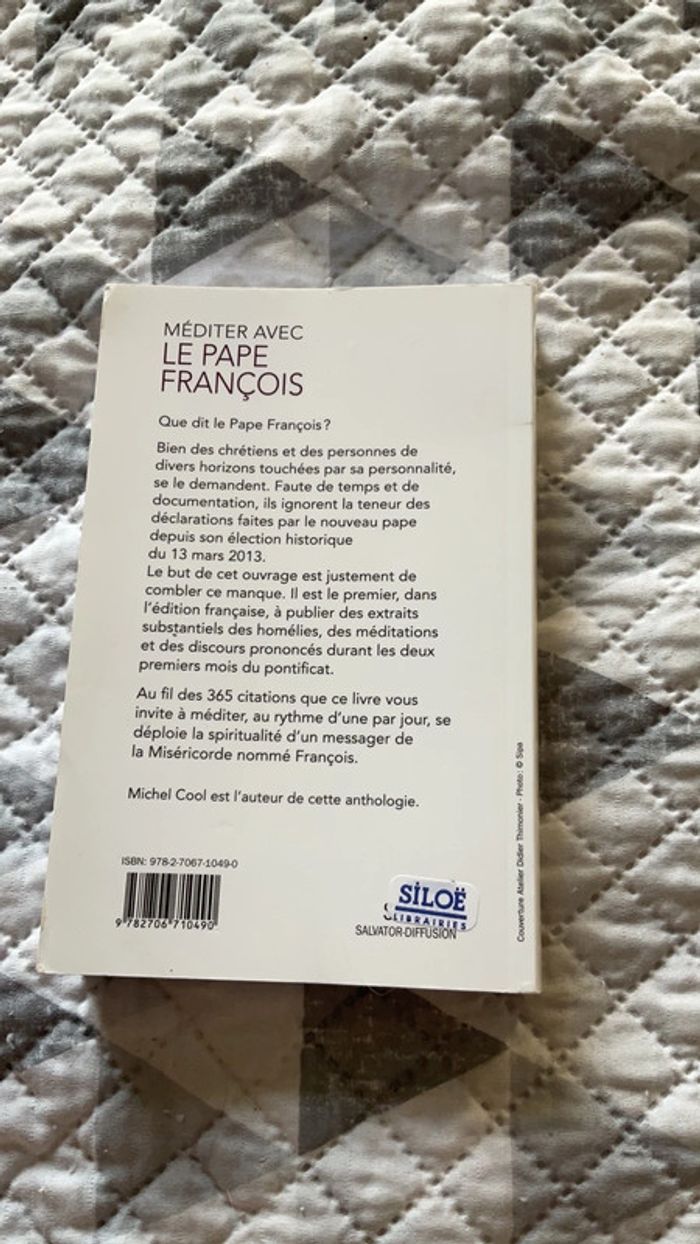 MÉDITER AVEC
LE PAPE
FRANÇOIS
Que dit le Pape François ?
Bien des chrétiens et des personnes de
divers horizons touchées par sa personnalité,
se le demandent. Faute de temps et de
documentation, ils ignorent la teneur des
déclarations faites par le nouveau pape
depuis son élection historique
du 13 mars 2013.
Le but de cet ouvrage est justement de
combler ce manque. Il est le premier, dans
l'édition française, à publier des extraits
substantiels des homélies, des méditations
et des discours prononcés durant les deux
premiers mois du pontificat.
Au fil des 365 citations que ce livre vous
invite à méditer, au rythme d'une par jour, se
déploie la spiritualité d'un messager de
la Miséricorde nommé François.
Michel Cool est l'auteur de cette anthologie.
ISBN: 978-2-7067-1049-0
9 782706 710490
SILOË
LIBRAIRIES
SALVATOR-DIFFUSION
Couverture Atelier Didier Thimonier - Photo : © Sipa